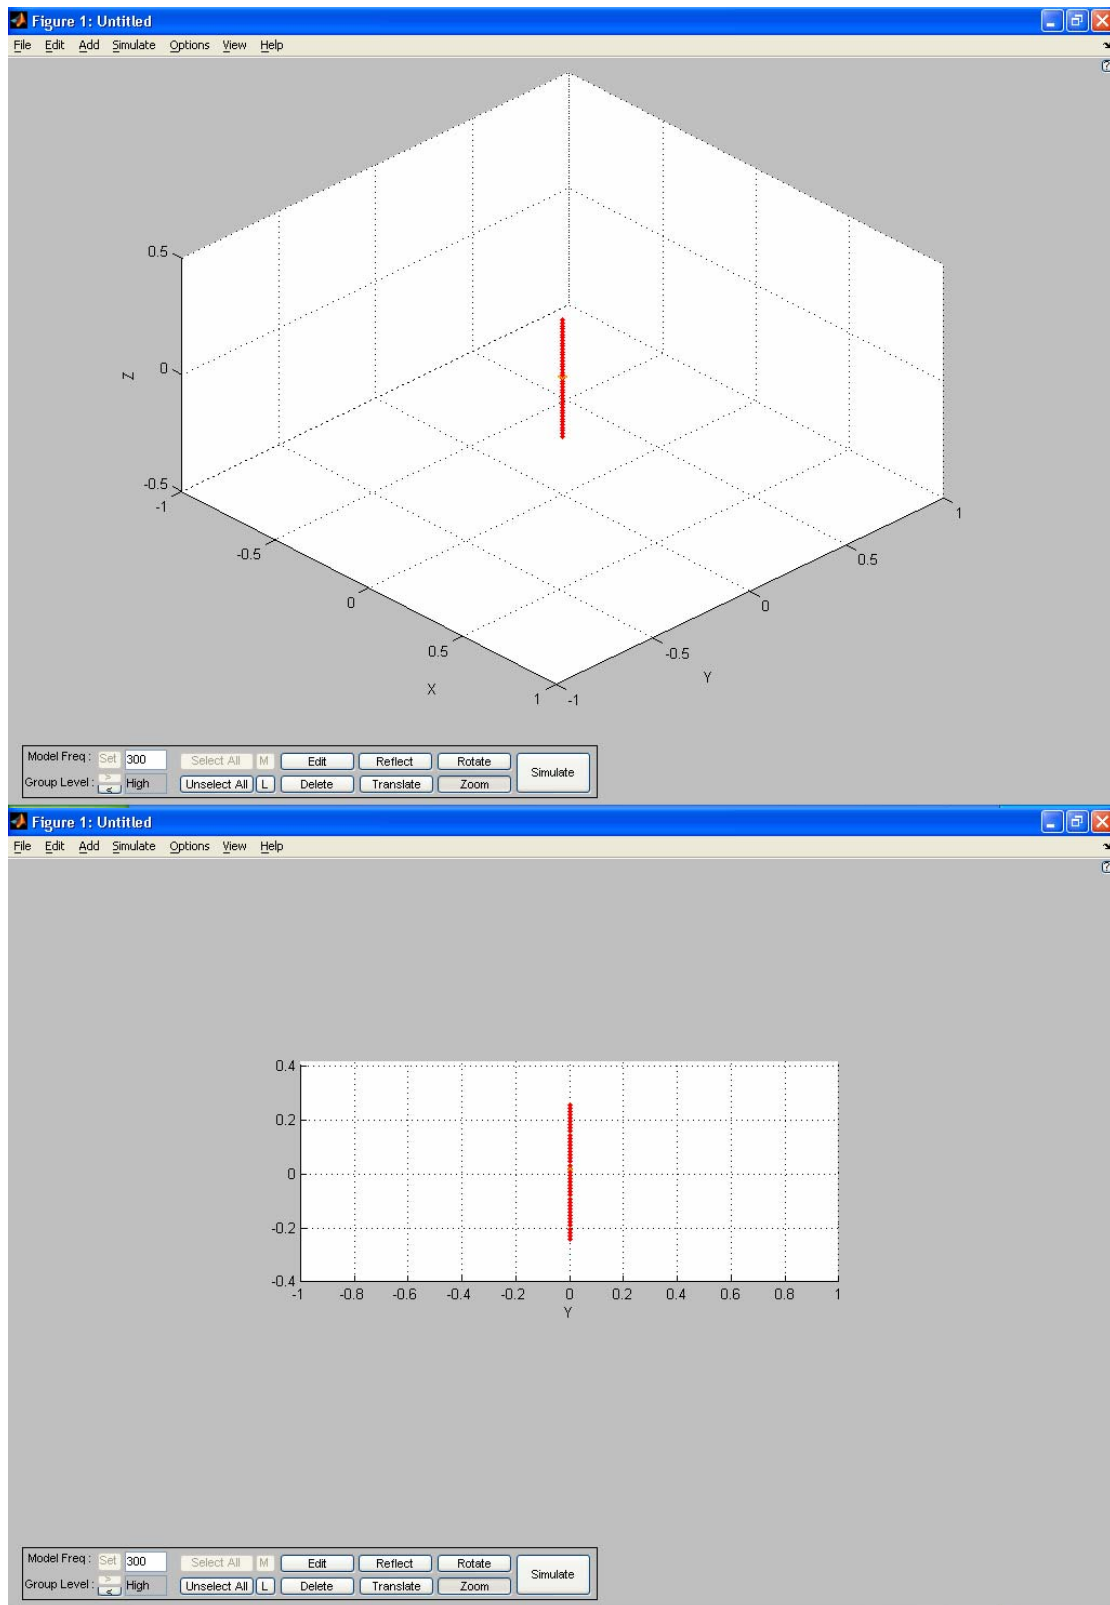 Figure 1: Untitled
File Edit Add Simulate Options View Help
0.5
Z
0
-0.5
-1
1
-0.5
0.5
0
0
0.5
-0.5
X
Y
1
-1
Model Freq : Set 300 Select All M Edit Reflect Rotate
Simulate
Group Level : > < High Unselect All L Delete Translate Zoom
Figure 1: Untitled
File Edit Add Simulate Options View Help
0.4
0.2
0
-0.2
-0.4
-1 -0.8 -0.6 -0.4 -0.2 0 0.2 0.4 0.6 0.8 1
Y
Model Freq : Set 300 Select All M Edit Reflect Rotate
Simulate
Group Level : > < High Unselect All L Delete Translate Zoom